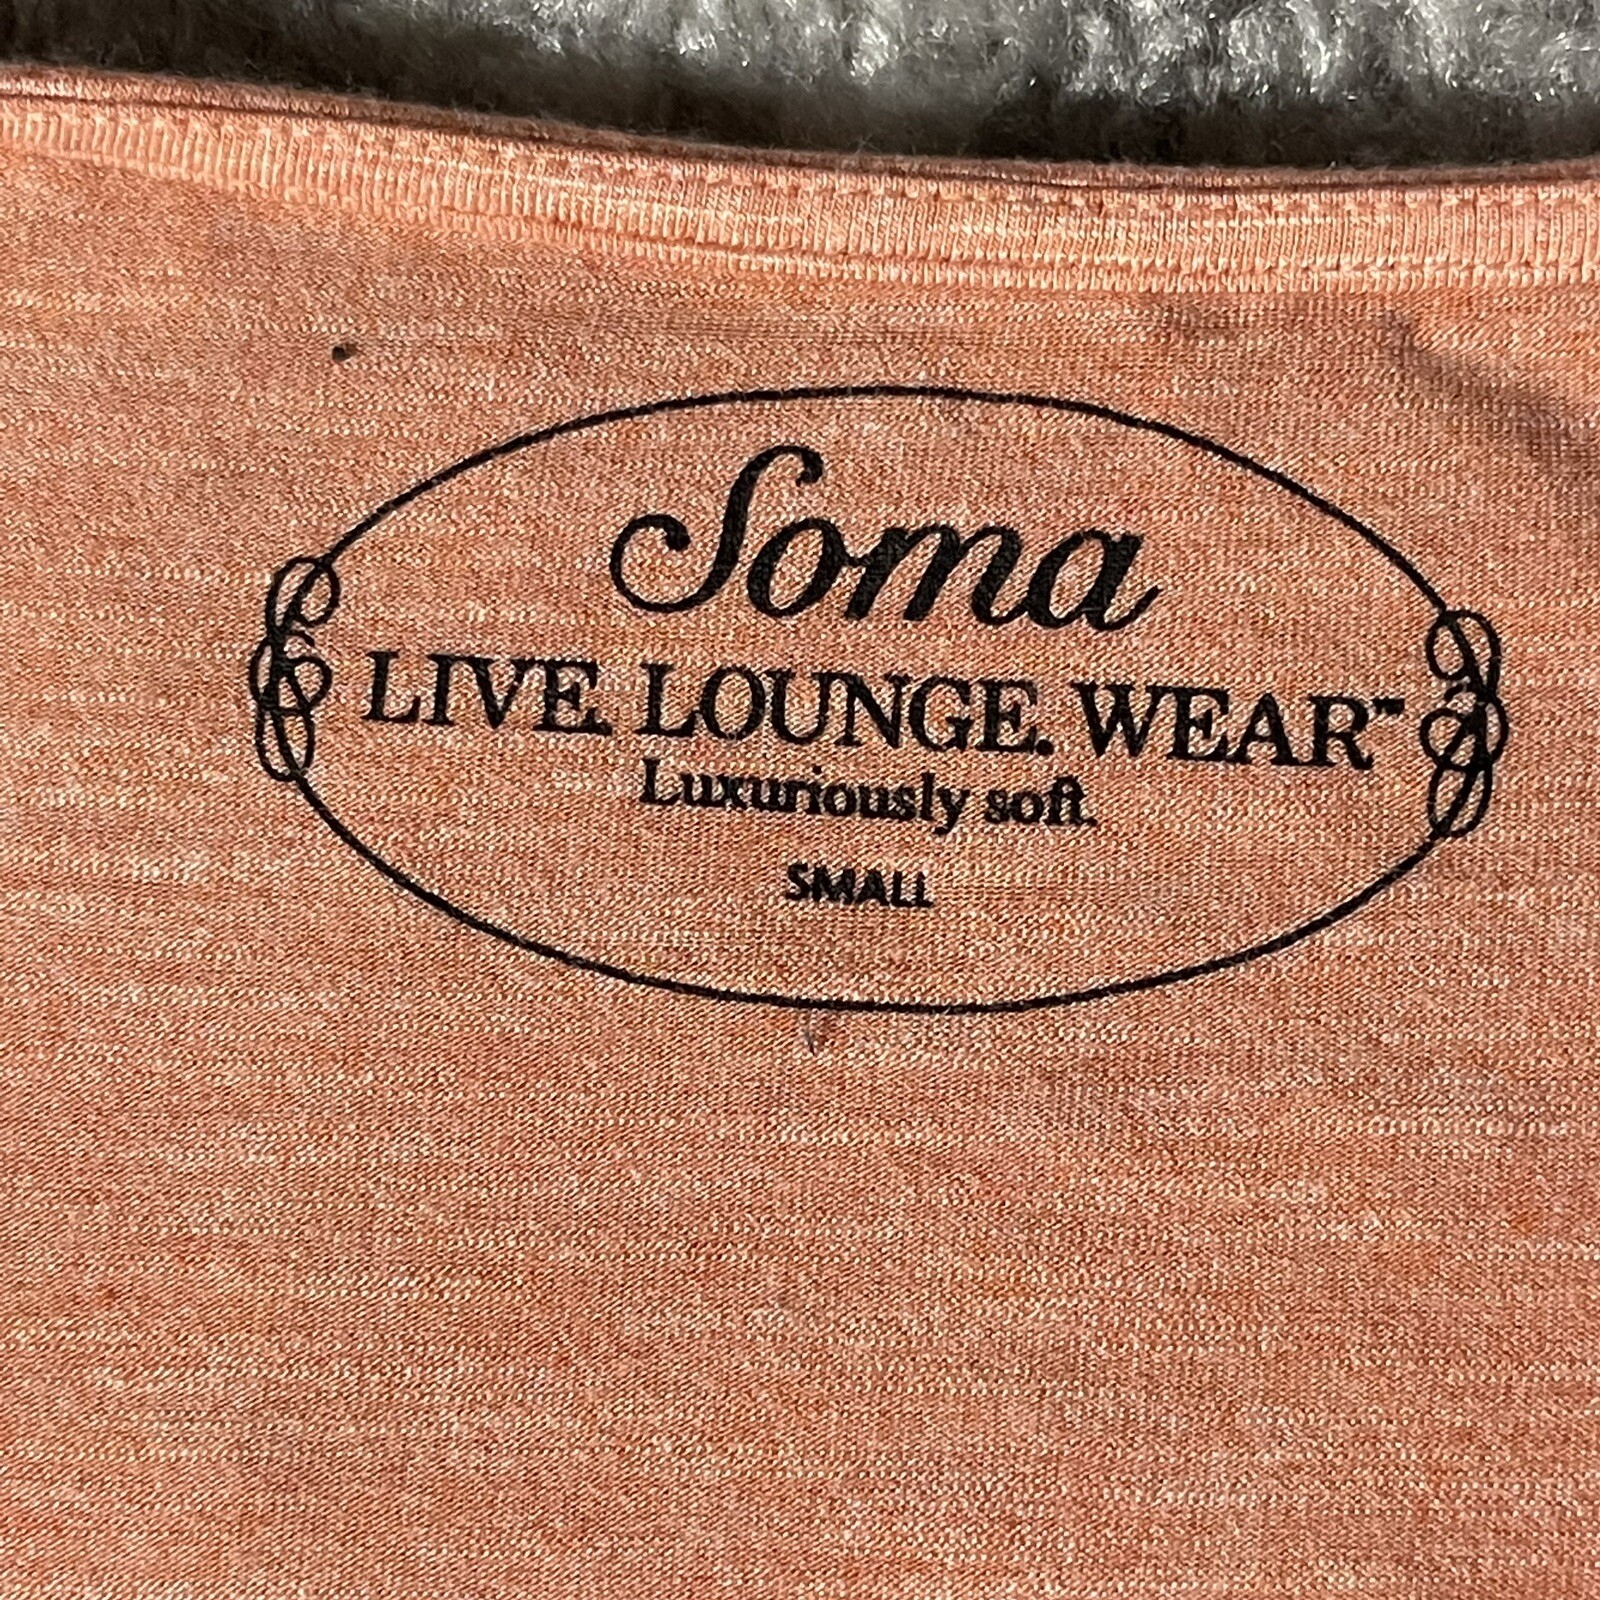 Soma
LIVE. LOUNGE. WEAR™
Luxuriously soft.
SMALL